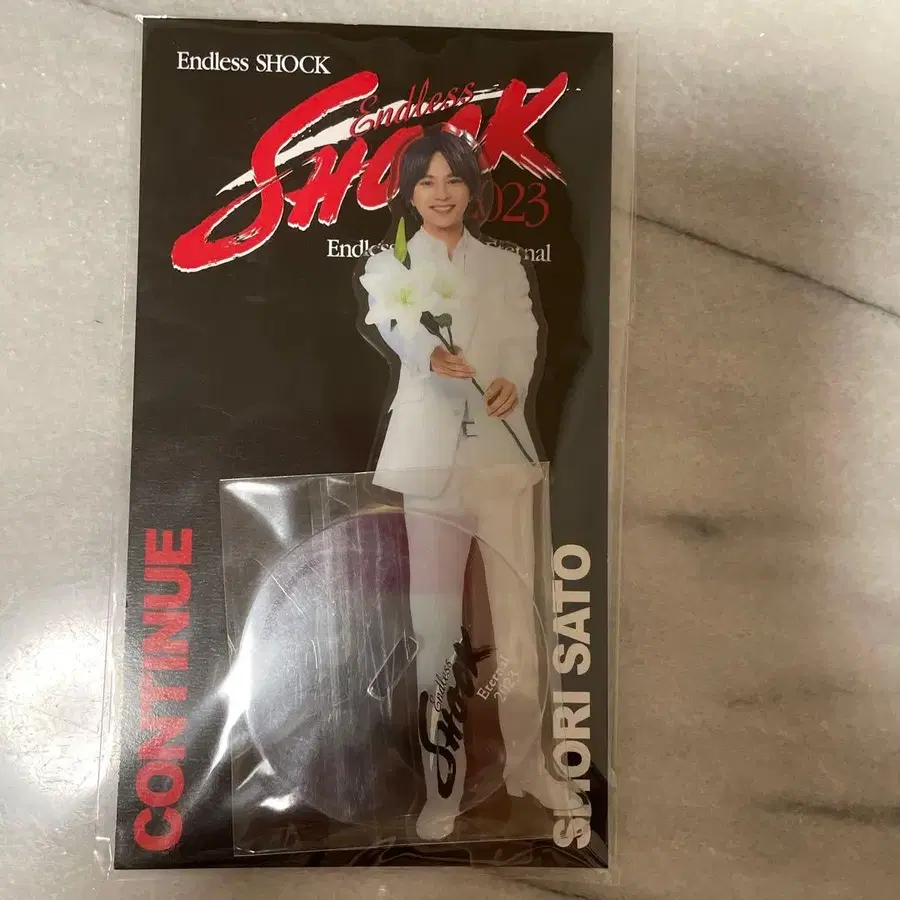 Endless SHOCK
Endless
SHOCK
2023
Endless Eternal
CONTINUE
SHORI SATO
Endless
SHOCK
Eternal
2023